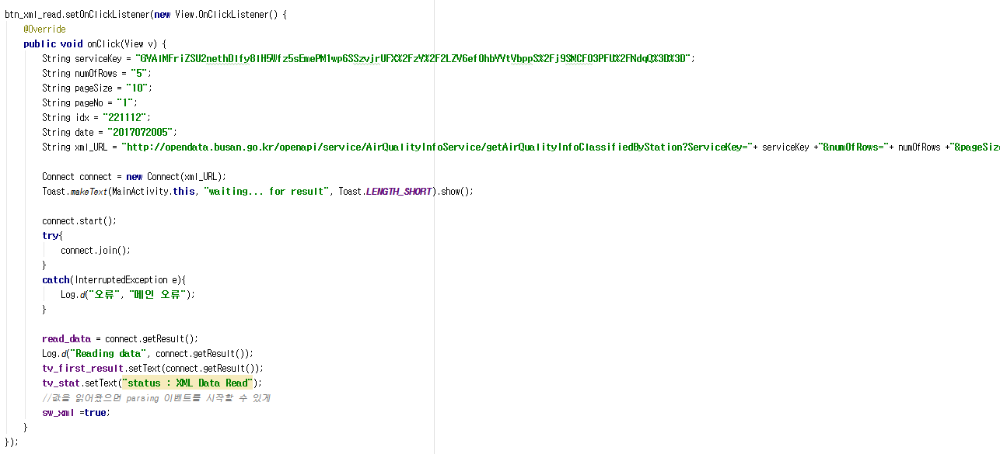 btn_xml_read.setOnClickListener(new View.OnClickListener() {
@Override
public void onClick(View v) {
String serviceKey = "GVAlMFriZSU2nethDlfy8lH5Wfz5sEmePM1wp6SSzvjrUFX%2FzV%2F2LZV6efOhbVYtVbppS%2Fj9SMCFO3PFU%2FNdqQ%3D%3D";
String numOfRows = "5";
String pageSize = "10";
String pageNo = "1";
String idx = "221112";
String date = "2017072005";
String xml_URL = "http://opendata.busan.go.kr/openapi/service/AirQualityInfoService/getAirQualityInfoClassifiedByStation?ServiceKey="+ serviceKey +"&numOfRows="+ numOfRows +"&pageSiz
Connect connect = new Connect(xml_URL);
Toast.makeText(MainActivity.this, "waiting... for result", Toast.LENGTH_SHORT).show();
connect.start();
try{
connect.join();
}
catch(InterruptedException e){
Log.d("오류", "메인 오류");
}
read_data = connect.getResult();
Log.d("Reading data", connect.getResult());
tv_first_result.setText(connect.getResult());
tv_stat.setText("status : XML Data Read");
//값을 읽어왔으면 parsing 이벤트를 시작할 수 있게
sw_xml =true;
}
});